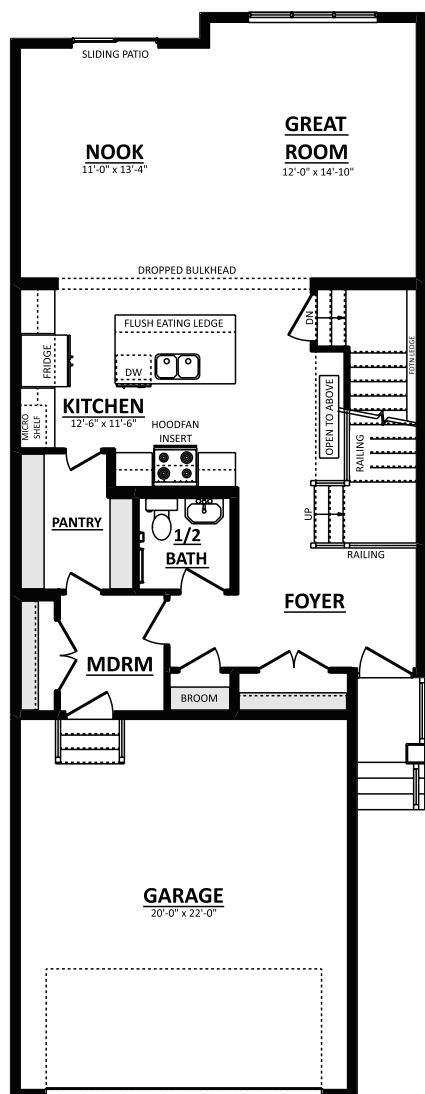 SLIDING PATIO
GREAT
ROOM
12'-0" x 14'-10"
NOOK
11'-0" x 13'-4"
DROPPED BULKHEAD
FLUSH EATING LEDGE
DN
FDTN LEDGE
FRIDGE
DW
KITCHEN
12'-6" x 11'-6"
MICRO
SHELF
HOODFAN
INSERT
OPEN TO ABOVE
RAILING
PANTRY
1/2
BATH
UP
RAILING
FOYER
MDRM
BROOM
GARAGE
20'-0" x 22'-0"